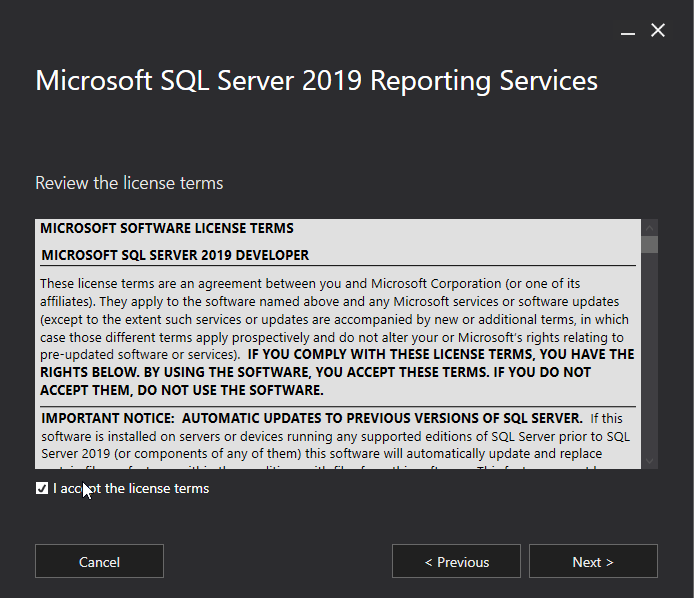 Microsoft SQL Server 2019 Reporting Services
Review the license terms
MICROSOFT SOFTWARE LICENSE TERMS
MICROSOFT SQL SERVER 2019 DEVELOPER
These license terms are an agreement between you and Microsoft Corporation (or one of its
affiliates). They apply to the software named above and any Microsoft services or software updates
(except to the extent such services or updates are accompanied by new or additional terms, in which
case those different terms apply prospectively and do not alter your or Microsoft's rights relating to
pre-updated software or services). IF YOU COMPLY WITH THESE LICENSE TERMS, YOU HAVE THE
RIGHTS BELOW. BY USING THE SOFTWARE, YOU ACCEPT THESE TERMS. IF YOU DO NOT
ACCEPT THEM, DO NOT USE THE SOFTWARE.
IMPORTANT NOTICE: AUTOMATIC UPDATES TO PREVIOUS VERSIONS OF SQL SERVER. If this
software is installed on servers or devices running any supported editions of SQL Server prior to SQL
Server 2019 (or components of any of them) this software will automatically update and replace
I accept the license terms
Cancel
< Previous
Next >